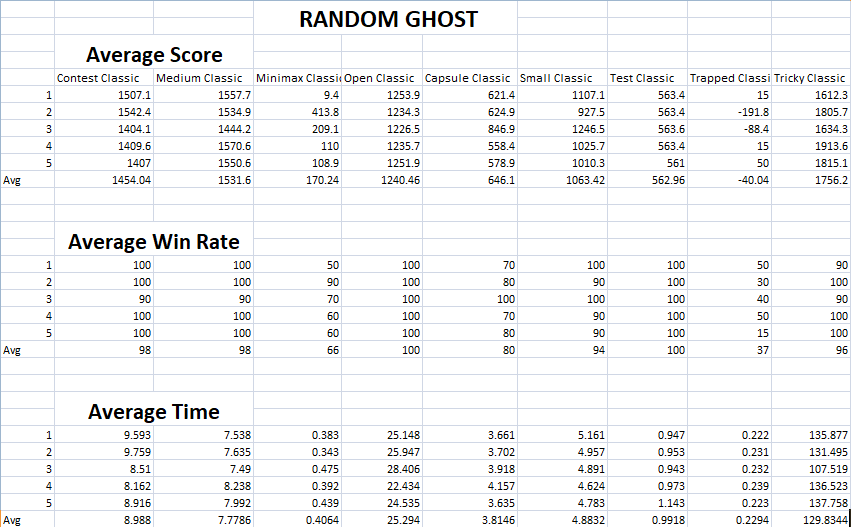 RANDOM GHOST
Average Score
Contest Classic Medium Classic Minimax Classi Open Classic Capsule Classic Small Classic Test Classic Trapped Classi Tricky Classic
1 1507.1 1557.7 9.4 1253.9 621.4 1107.1 563.4 15 1612.3
2 1542.4 1534.9 413.8 1234.3 624.9 927.5 563.4 -191.8 1805.7
3 1404.1 1444.2 209.1 1226.5 846.9 1246.5 563.6 -88.4 1634.3
4 1409.6 1570.6 110 1235.7 558.4 1025.7 563.4 15 1913.6
5 1407 1550.6 108.9 1251.9 578.9 1010.3 561 50 1815.1
Avg 1454.04 1531.6 170.24 1240.46 646.1 1063.42 562.96 -40.04 1756.2
Average Win Rate
1 100 100 50 100 70 100 100 50 90
2 100 100 90 100 80 90 100 30 100
3 90 90 70 100 100 100 100 40 90
4 100 100 60 100 70 90 100 50 100
5 100 100 60 100 80 90 100 15 100
Avg 98 98 66 100 80 94 100 37 96
Average Time
1 9.593 7.538 0.383 25.148 3.661 5.161 0.947 0.222 135.877
2 9.759 7.635 0.343 25.947 3.702 4.957 0.953 0.231 131.495
3 8.51 7.49 0.475 28.406 3.918 4.891 0.943 0.232 107.519
4 8.162 8.238 0.392 22.434 4.157 4.624 0.973 0.239 136.523
5 8.916 7.992 0.439 24.535 3.635 4.783 1.143 0.223 137.758
Avg 8.988 7.7786 0.4064 25.294 3.8146 4.8832 0.9918 0.2294 129.8344